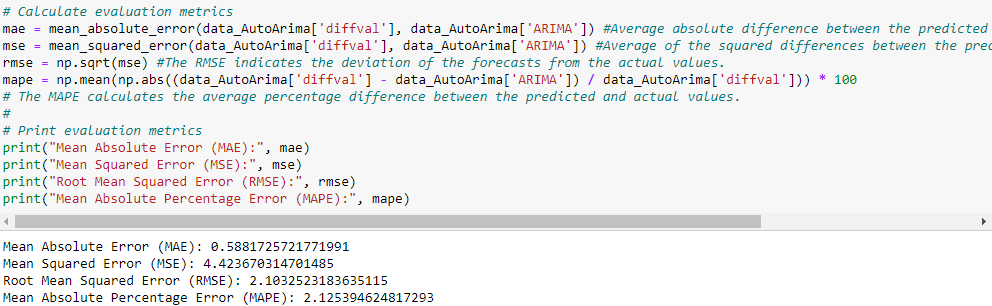 # Calculate evaluation metrics
mae = mean_absolute_error(data_AutoArima['diffval'], data_AutoArima['ARIMA']) #Average absolute difference between the predicted
mse = mean_squared_error(data_AutoArima['diffval'], data_AutoArima['ARIMA']) #Average of the squared differences between the pred
rmse = np.sqrt(mse) #The RMSE indicates the deviation of the forecasts from the actual values.
mape = np.mean(np.abs((data_AutoArima['diffval'] - data_AutoArima['ARIMA']) / data_AutoArima['diffval'])) * 100
# The MAPE calculates the average percentage difference between the predicted and actual values.
#
# Print evaluation metrics
print("Mean Absolute Error (MAE):", mae)
print("Mean Squared Error (MSE):", mse)
print("Root Mean Squared Error (RMSE):", rmse)
print("Mean Absolute Percentage Error (MAPE):", mape)
Mean Absolute Error (MAE): 0.5881725721771991
Mean Squared Error (MSE): 4.423670314701485
Root Mean Squared Error (RMSE): 2.1032523183635115
Mean Absolute Percentage Error (MAPE): 2.125394624817293